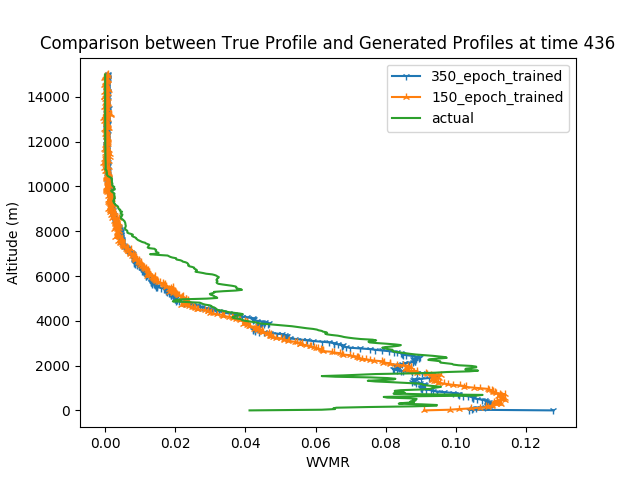 Comparison between True Profile and Generated Profiles at time 436
350_epoch_trained
150_epoch_trained
actual
Altitude (m)
14000
12000
10000
8000
6000
4000
2000
0
0.00 0.02 0.04 0.06 0.08 0.10 0.12
WVMR